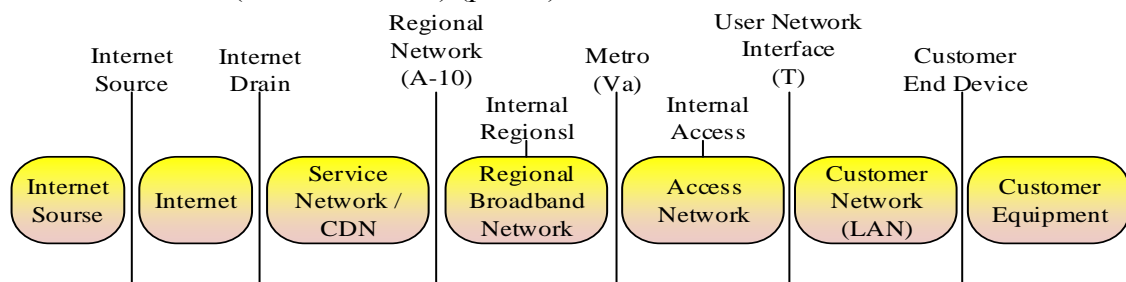 Regional
Network
(A-10)
User Network
Interface
(T)
Internet
Source
Internet
Drain
Metro
(Va)
Customer
End Device
Internal
Regionsl
Internal
Access
Internet
Sourse
Internet
Service
Network /
CDN
Regional
Broadband
Network
Access
Network
Customer
Network
(LAN)
Customer
Equipment